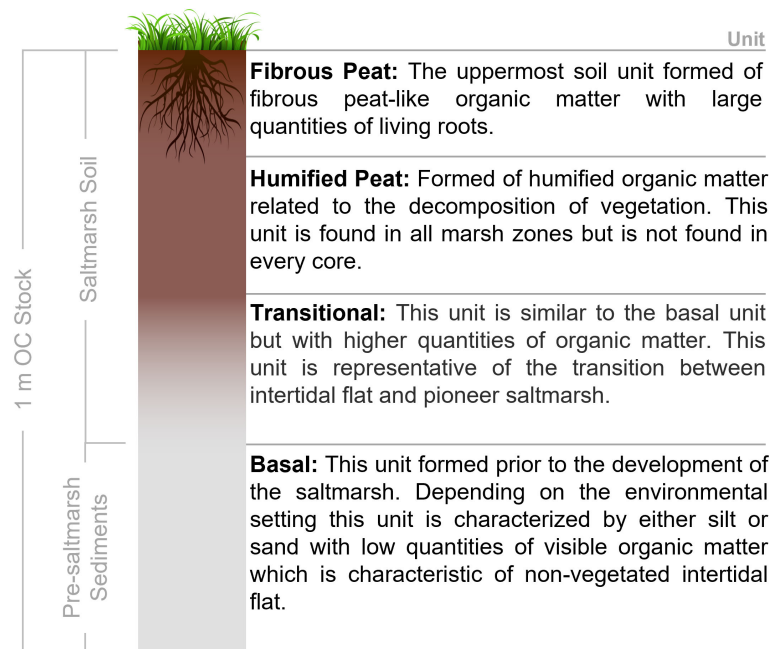 Unit
Fibrous Peat: The uppermost soil unit formed of
fibrous peat-like organic matter with large
quantities of living roots.
Humified Peat: Formed of humified organic matter
related to the decomposition of vegetation. This
unit is found in all marsh zones but is not found in
every core.
Transitional: This unit is similar to the basal unit
but with higher quantities of organic matter. This
unit is representative of the transition between
intertidal flat and pioneer saltmarsh.
Basal: This unit formed prior to the development of
the saltmarsh. Depending on the environmental
setting this unit is characterized by either silt or
sand with low quantities of visible organic matter
which is characteristic of non-vegetated intertidal
flat.
1 m OC Stock
Saltmarsh Soil
Pre-saltmarsh
Sediments